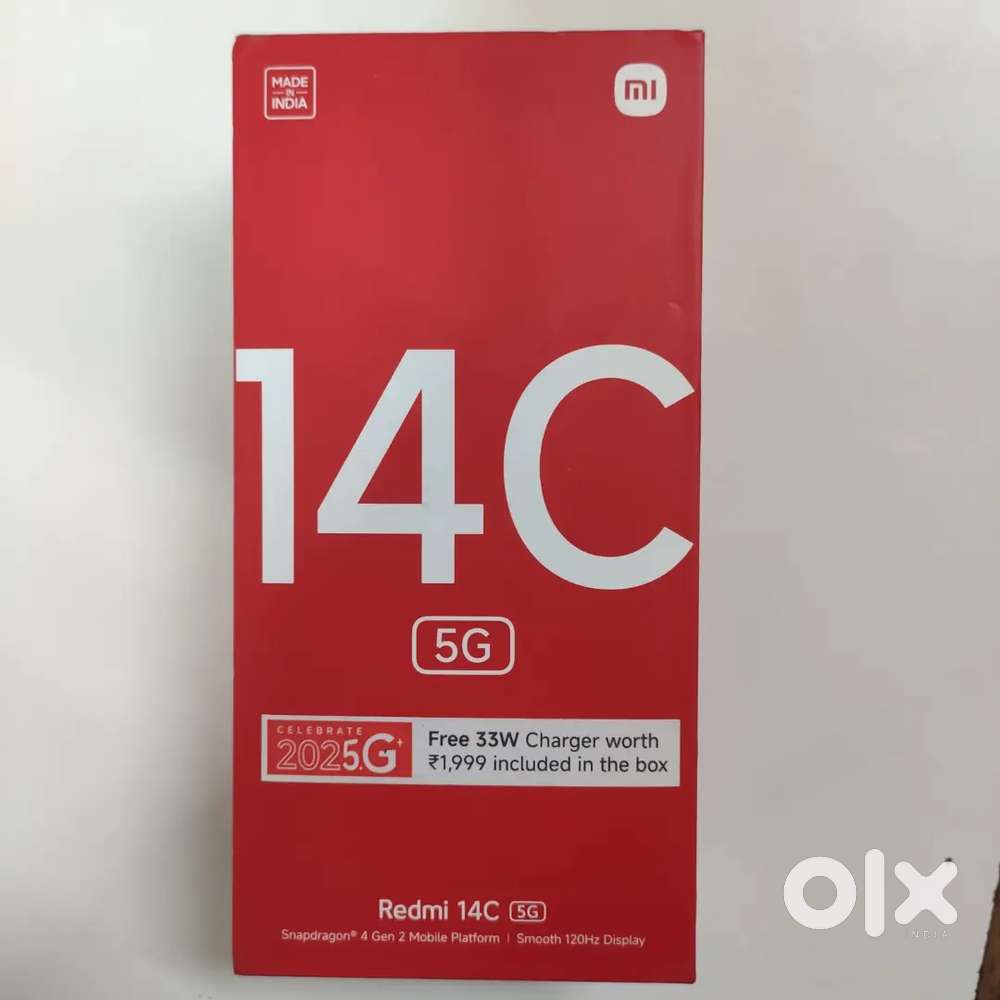 MADE
IN
INDIA
mi
14C
5G
CELEBRATE
2025.G+
Free 33W Charger worth
₹1,999 included in the box
Redmi 14C 5G
Snapdragon® 4 Gen 2 Mobile Platform | Smooth 120Hz Display
olx
INDIA